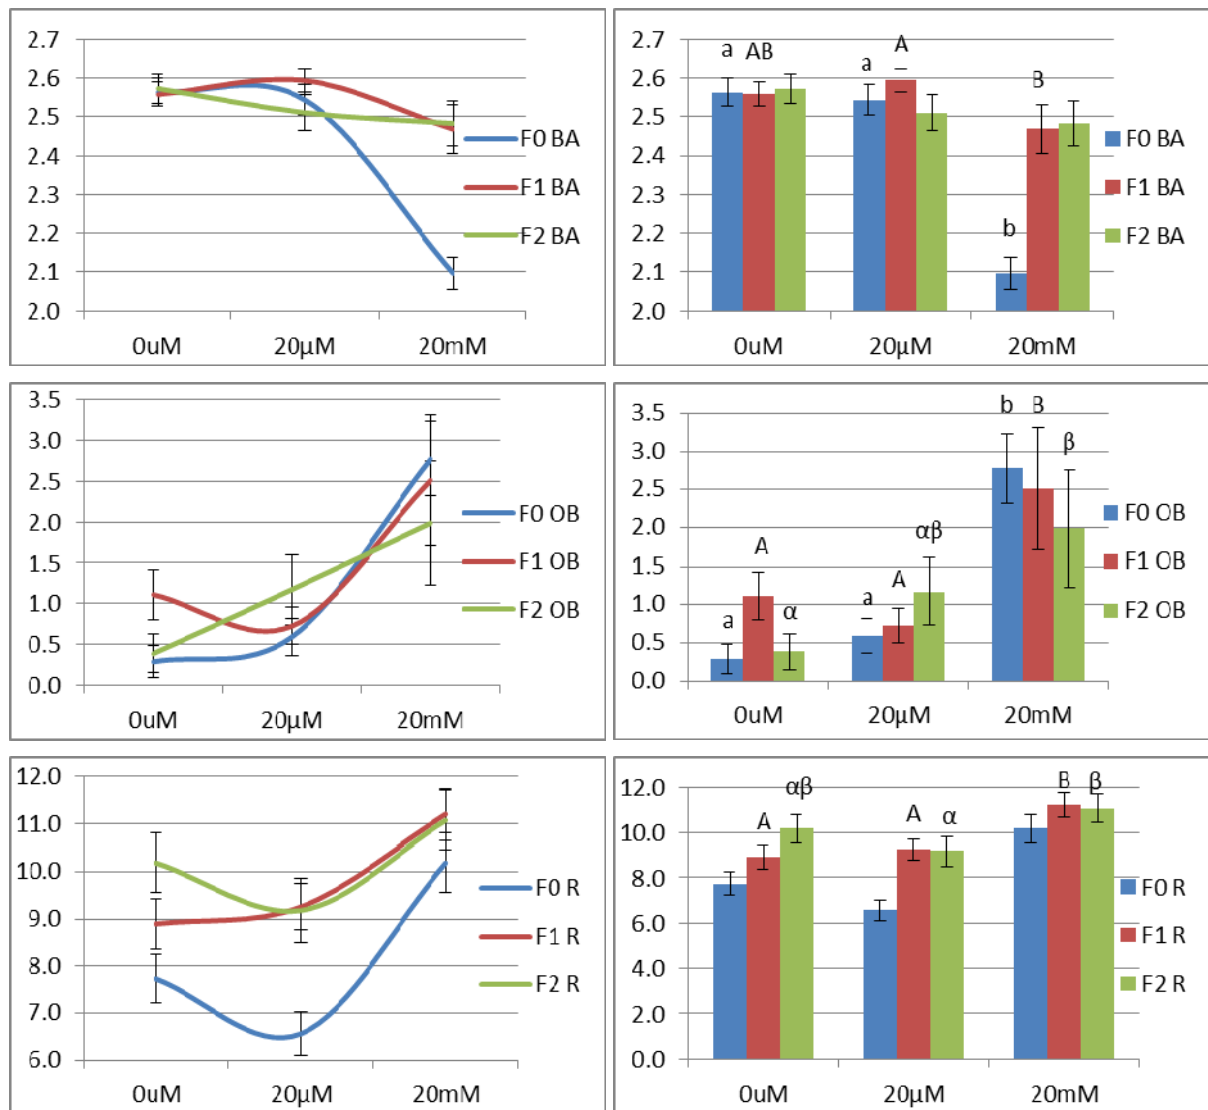 2.7
2.6
2.5
2.4
2.3
2.2
2.1
2.0
0uM 20µM 20mM
F0 BA
F1 BA
F2 BA
2.7
2.6
2.5
2.4
2.3
2.2
2.1
2.0
a AB
a A
b B
0uM 20µM 20mM
F0 BA
F1 BA
F2 BA
3.5
3.0
2.5
2.0
1.5
1.0
0.5
0.0
0uM 20µM 20mM
F0 OB
F1 OB
F2 OB
3.5
3.0
2.5
2.0
1.5
1.0
0.5
0.0
a A α
a A αβ
b B β
0uM 20µM 20mM
F0 OB
F1 OB
F2 OB
12.0
11.0
10.0
9.0
8.0
7.0
6.0
0uM 20µM 20mM
F0 R
F1 R
F2 R
12.0
10.0
8.0
6.0
4.0
2.0
0.0
A αβ
A α
B β
0uM 20µM 20mM
F0 R
F1 R
F2 R